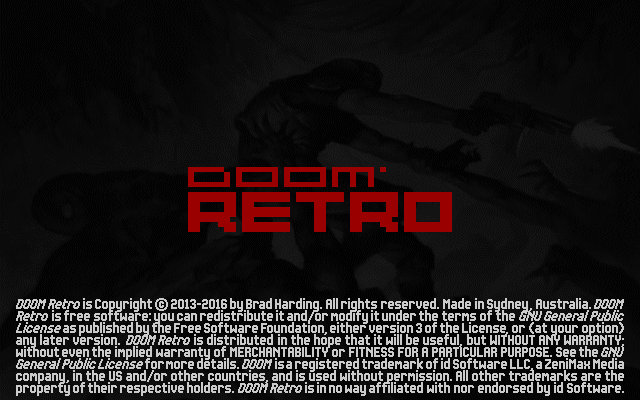 DOOM
RETRO
DOOM Retro is Copyright © 2013-2016 by Brad Harding. All rights reserved. Made in Sydney, Australia. DOOM
Retro is free software: you can redistribute it and/or modify it under the terms of the GNU General Public
License as published by the Free Software Foundation, either version 3 of the License, or (at your option)
any later version. DOOM Retro is distributed in the hope that it will be useful, but WITHOUT ANY WARRANTY;
without even the implied warranty of MERCHANTABILITY or FITNESS FOR A PARTICULAR PURPOSE. See the GNU
General Public License for more details. DOOM is a registered trademark of id Software LLC, a ZeniMax Media
company, in the US and/or other countries, and is used without permission. All other trademarks are the
property of their respective holders. DOOM Retro is in no way affiliated with nor endorsed by id Software.